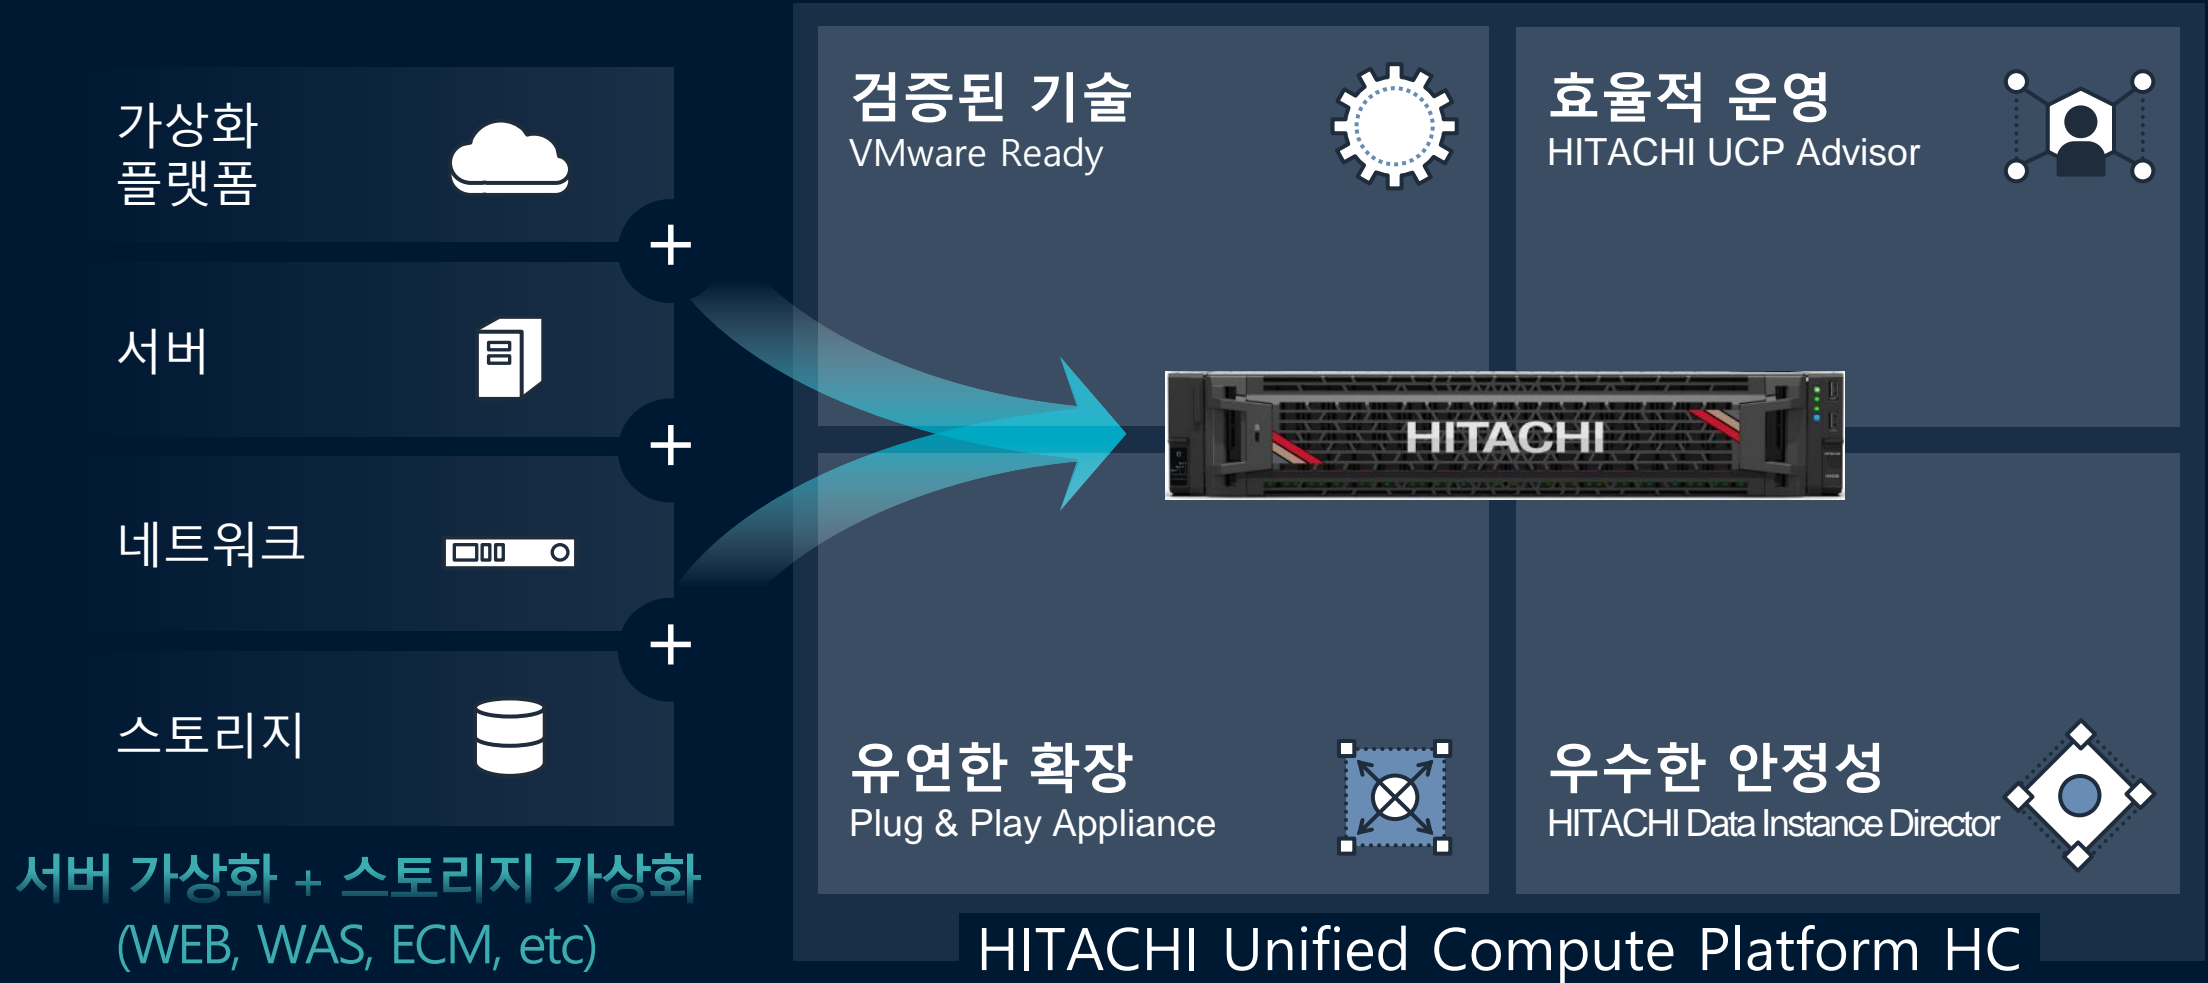 가상화
플랫폼
+
서버
+
네트워크
+
스토리지
서버 가상화 + 스토리지 가상화
(WEB, WAS, ECM, etc)
검증된 기술
VMware Ready
효율적 운영
HITACHI UCP Advisor
HITACHI
유연한 확장
Plug & Play Appliance
우수한 안정성
HITACHI Data Instance Director
HITACHI Unified Compute Platform HC